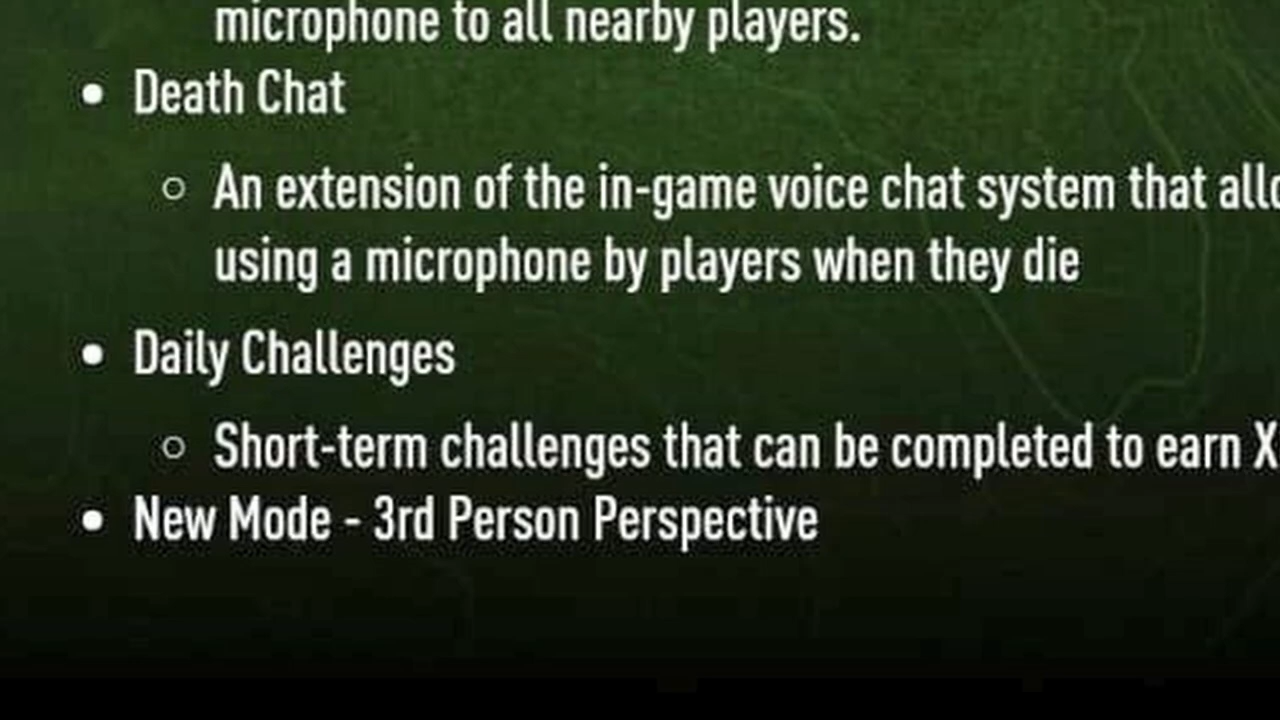 microphone to all nearby players.
• Death Chat
○ An extension of the in-game voice chat system that
using a microphone by players when they die
• Daily Challenges
○ Short-term challenges that can be completed to earn
• New Mode - 3rd Person Perspective